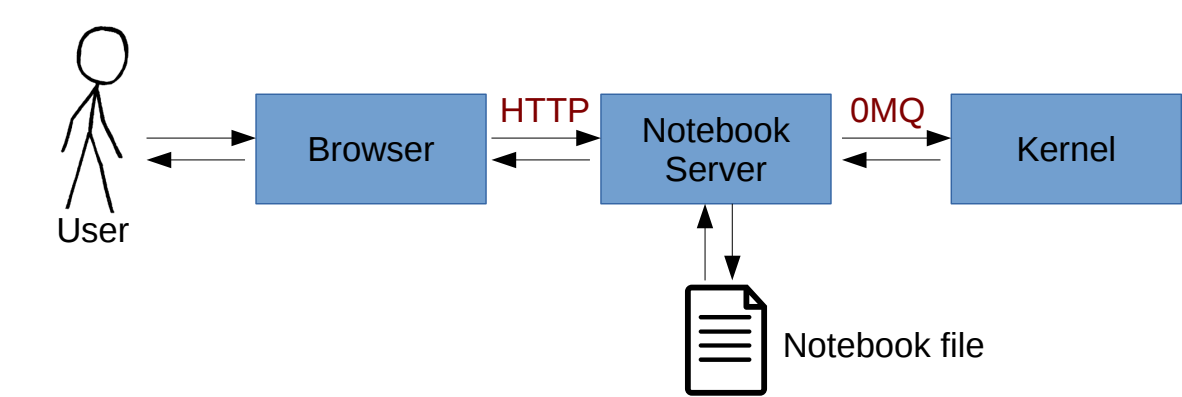 HTTP
0MQ
Browser
Notebook
Server
Kernel
User
Notebook file